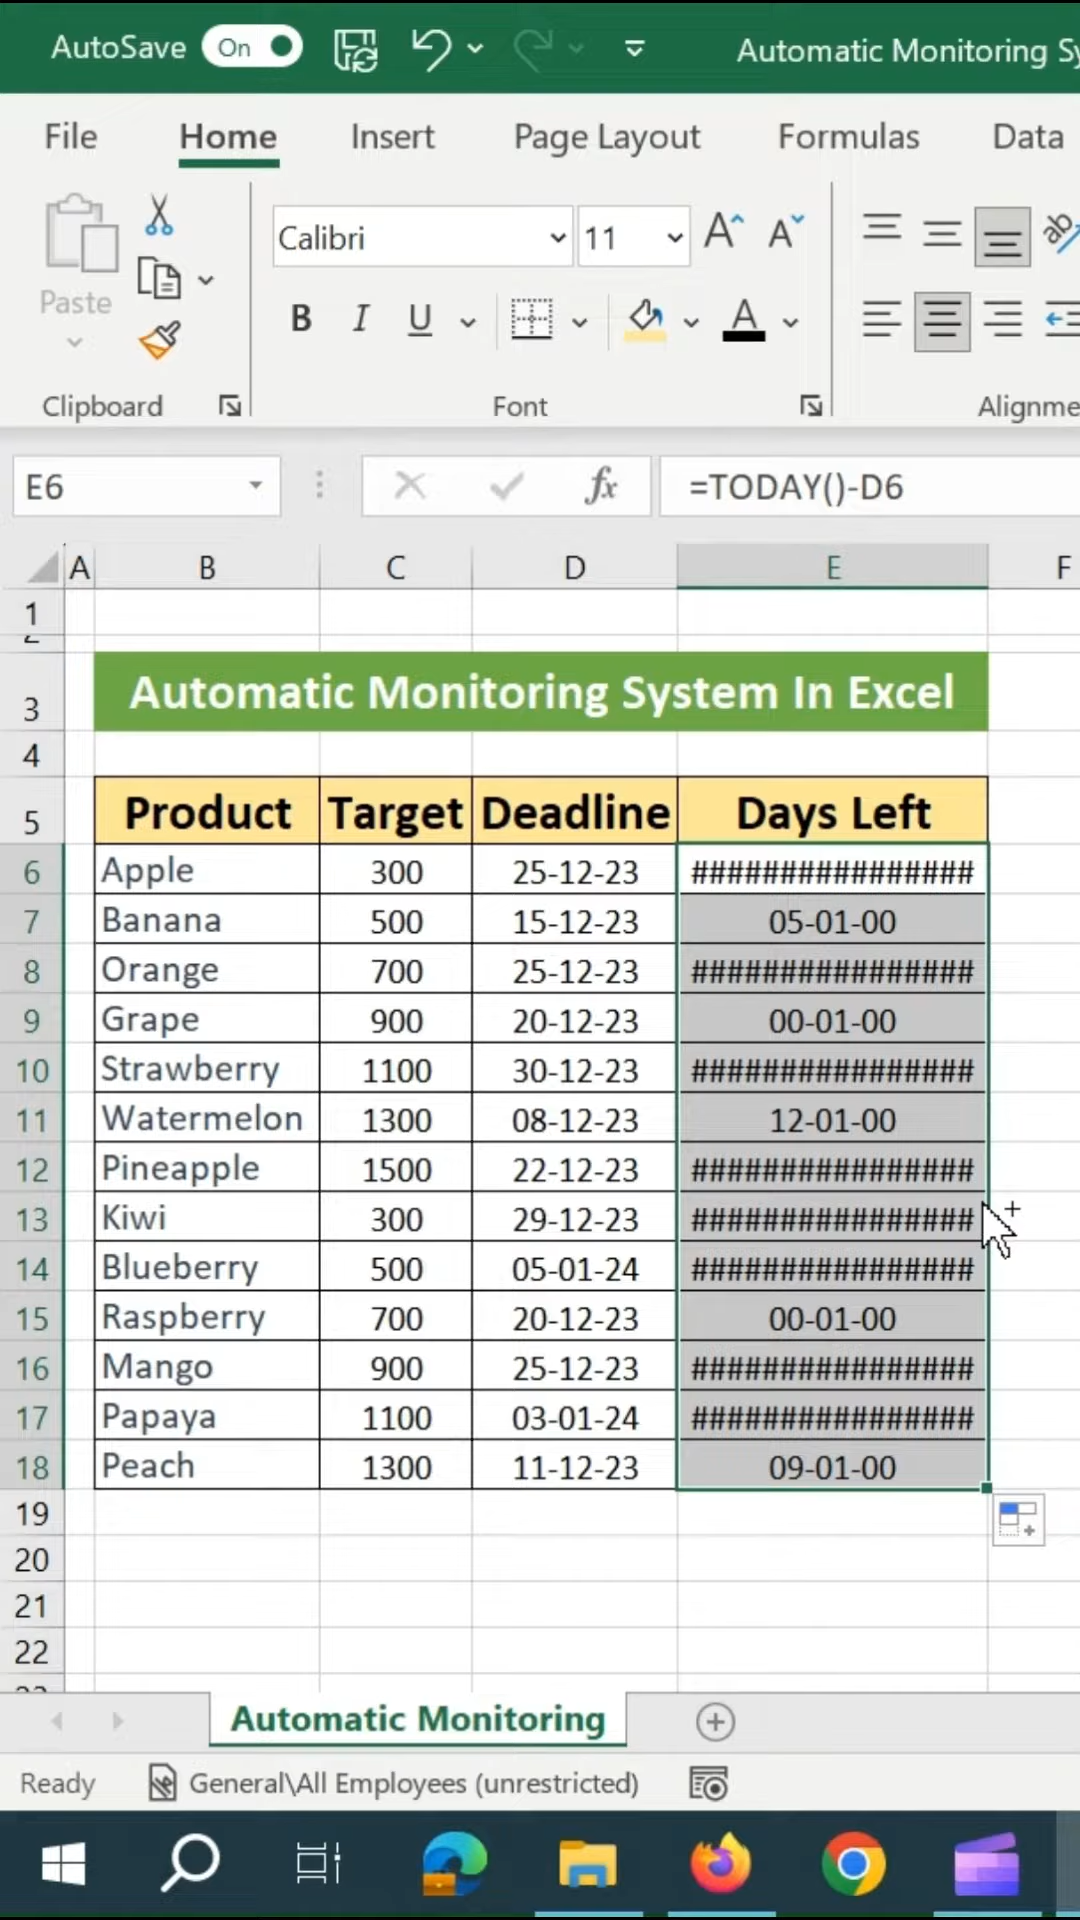 AutoSave On Automatic Monitoring Sy
File Home Insert Page Layout Formulas Data
Paste Calibri 11 A A ab
B I U A
Clipboard Font Alignme
E6 fx =TODAY()-D6
A B C D E F
1
2
3 Automatic Monitoring System In Excel
4
5 Product Target Deadline Days Left
6 Apple 300 25-12-23 ################
7 Banana 500 15-12-23 05-01-00
8 Orange 700 25-12-23 ################
9 Grape 900 20-12-23 00-01-00
10 Strawberry 1100 30-12-23 ################
11 Watermelon 1300 08-12-23 12-01-00
12 Pineapple 1500 22-12-23 ################
13 Kiwi 300 29-12-23 ################
14 Blueberry 500 05-01-24 ################
15 Raspberry 700 20-12-23 00-01-00
16 Mango 900 25-12-23 ################
17 Papaya 1100 03-01-24 ################
18 Peach 1300 11-12-23 09-01-00
19
20
21
22
Automatic Monitoring
Ready General\All Employees (unrestricted)